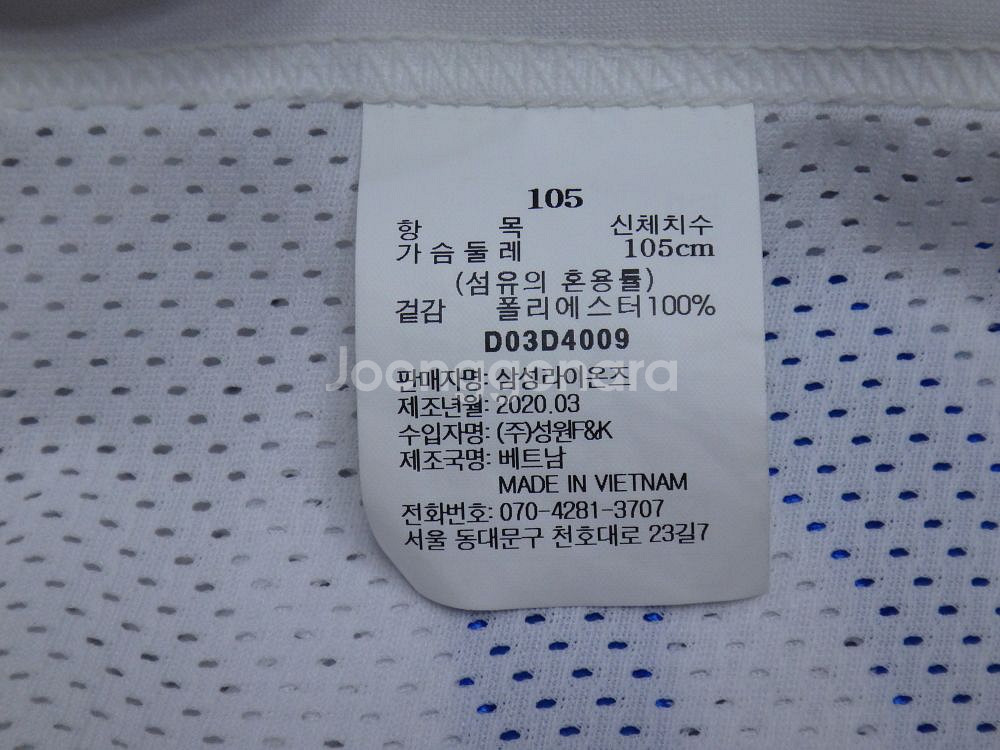 105
항 목 신체치수
가슴둘레 105cm
(섬유의 혼용률)
겉감 폴리에스터100%
D03D4009
Joonggonara
판매자명: 삼성라이온즈
제조년월: 2020.03
수입자명: (주)성원F&K
제조국명: 베트남
MADE IN VIETNAM
전화번호: 070-4281-3707
서울 동대문구 천호대로 23길7